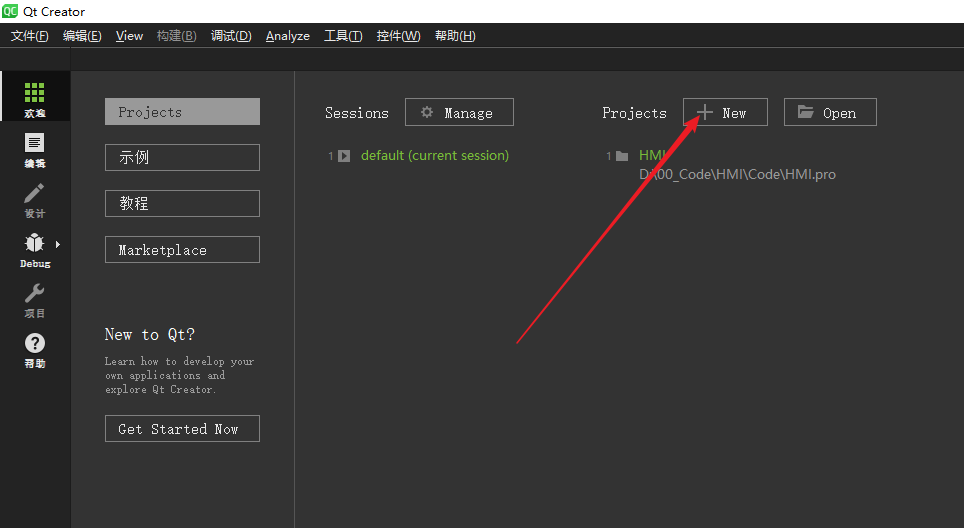 QC Qt Creator
文件(F) 编辑(E) View 构建(B) 调试(D) Analyze 工具(T) 控件(W) 帮助(H)
欢迎
编辑
设计
Debug
项目
帮助
Projects
示例
教程
Marketplace
New to Qt?
Learn how to develop your
own applications and
explore Qt Creator.
Get Started Now
Sessions Manage
1 default (current session)
Projects New Open
1 HMI
D:\00_Code\HMI\Code\HMI.pro